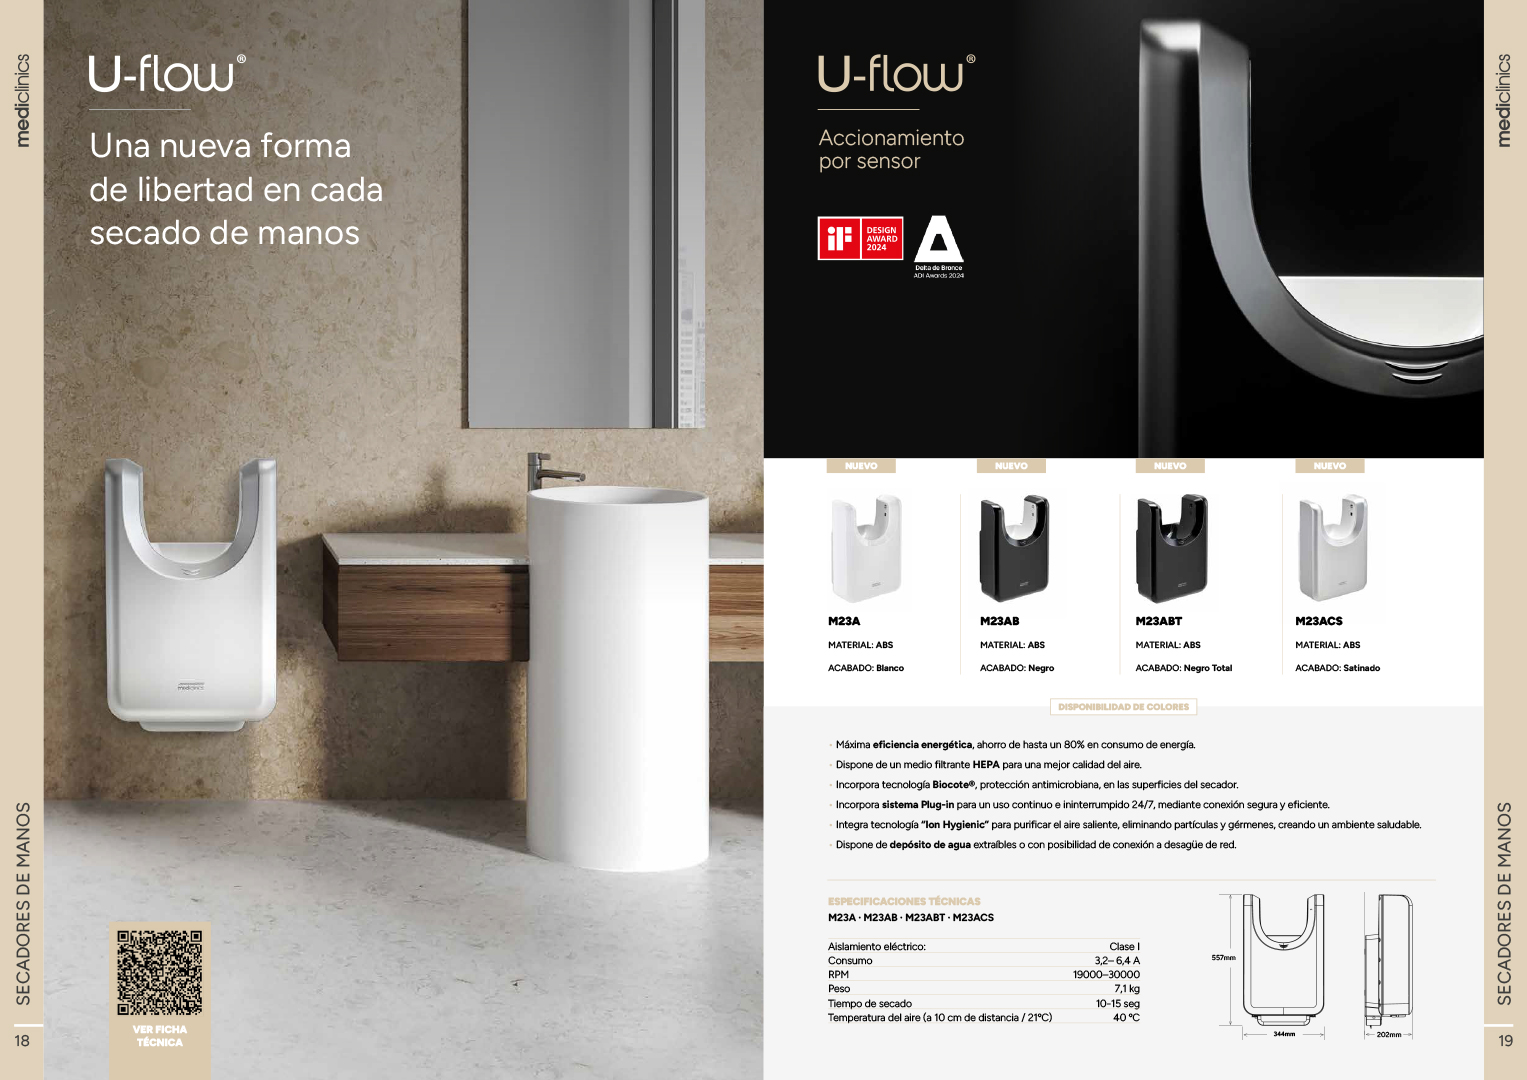 mediclinics
U-flow®
Una nueva forma
de libertad en cada
secado de manos
mediclinics
VER FICHA
TÉCNICA
SECADORES DE MANOS
18
U-flow®
Accionamiento
por sensor
iF
DESIGN
AWARD
2024
Delta de Bronce
ADI Awards 2024
mediclinics
NUEVO
NUEVO
NUEVO
NUEVO
M23A
MATERIAL: ABS
ACABADO: Blanco
M23AB
MATERIAL: ABS
ACABADO: Negro
M23ABT
MATERIAL: ABS
ACABADO: Negro Total
M23ACS
MATERIAL: ABS
ACABADO: Satinado
DISPONIBILIDAD DE COLORES
· Máxima eficiencia energética, ahorro de hasta un 80% en consumo de energía.
· Dispone de un medio filtrante HEPA para una mejor calidad del aire.
· Incorpora tecnología Biocote®, protección antimicrobiana, en las superficies del secador.
· Incorpora sistema Plug-in para un uso continuo e ininterrumpido 24/7, mediante conexión segura y eficiente.
· Integra tecnología “Ion Hygienic” para purificar el aire saliente, eliminando partículas y gérmenes, creando un ambiente saludable.
· Dispone de depósito de agua extraíbles o con posibilidad de conexión a desagüe de red.
ESPECIFICACIONES TÉCNICAS
M23A · M23AB · M23ABT · M23ACS
Aislamiento eléctrico: Clase I
Consumo 3,2– 6,4 A
RPM 19000–30000
Peso 7,1 kg
Tiempo de secado 10-15 seg
Temperatura del aire (a 10 cm de distancia / 21ºC) 40 ºC
557mm
344mm
202mm
SECADORES DE MANOS
19